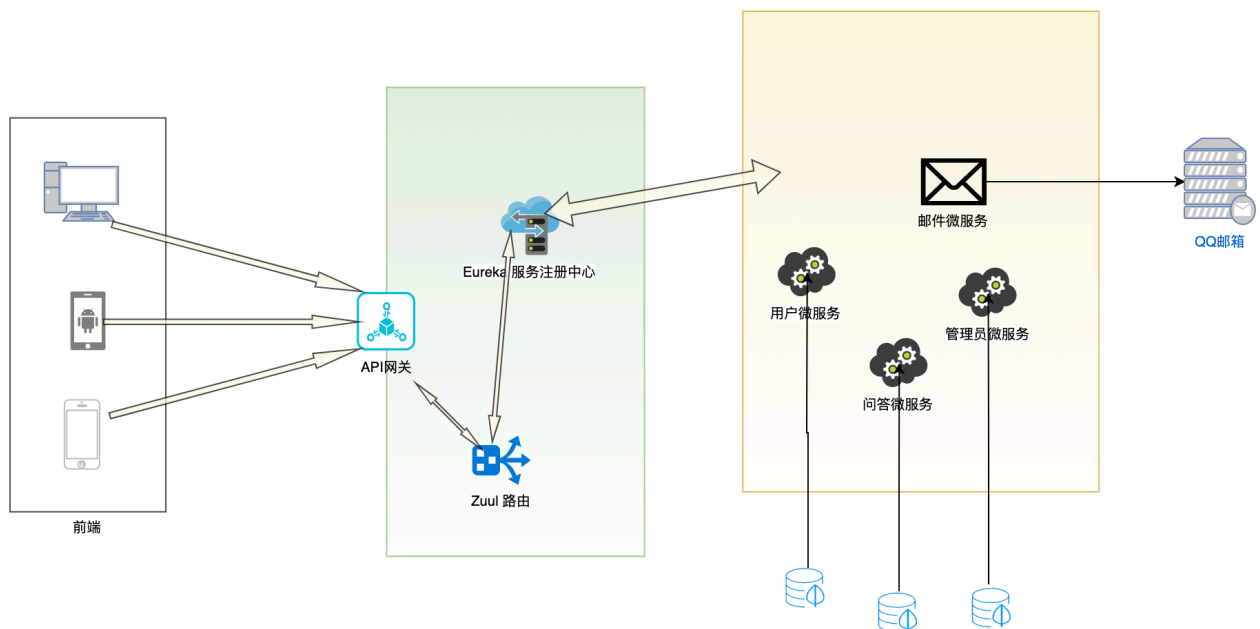 前端
API网关
Eureka 服务注册中心
Zuul 路由
邮件微服务
用户微服务
管理员微服务
问答微服务
QQ邮箱